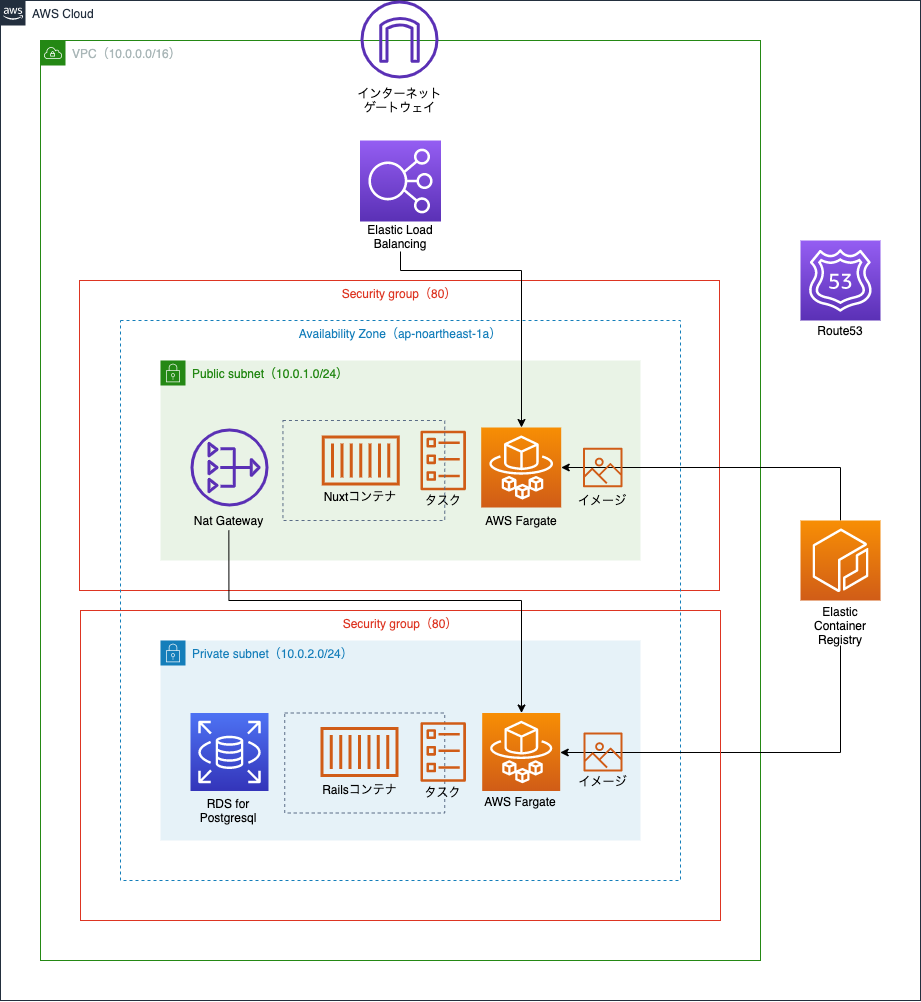 aws
AWS Cloud
VPC（10.0.0.0/16）
インターネット
ゲートウェイ
Elastic Load
Balancing
Security group（80）
Availability Zone（ap-noartheast-1a）
Public subnet（10.0.1.0/24）
Nat Gateway
Nuxtコンテナ
タスク
AWS Fargate
イメージ
53
Route53
Elastic
Container
Registry
Security group（80）
Private subnet（10.0.2.0/24）
RDS for
Postgresql
Railsコンテナ
タスク
AWS Fargate
イメージ